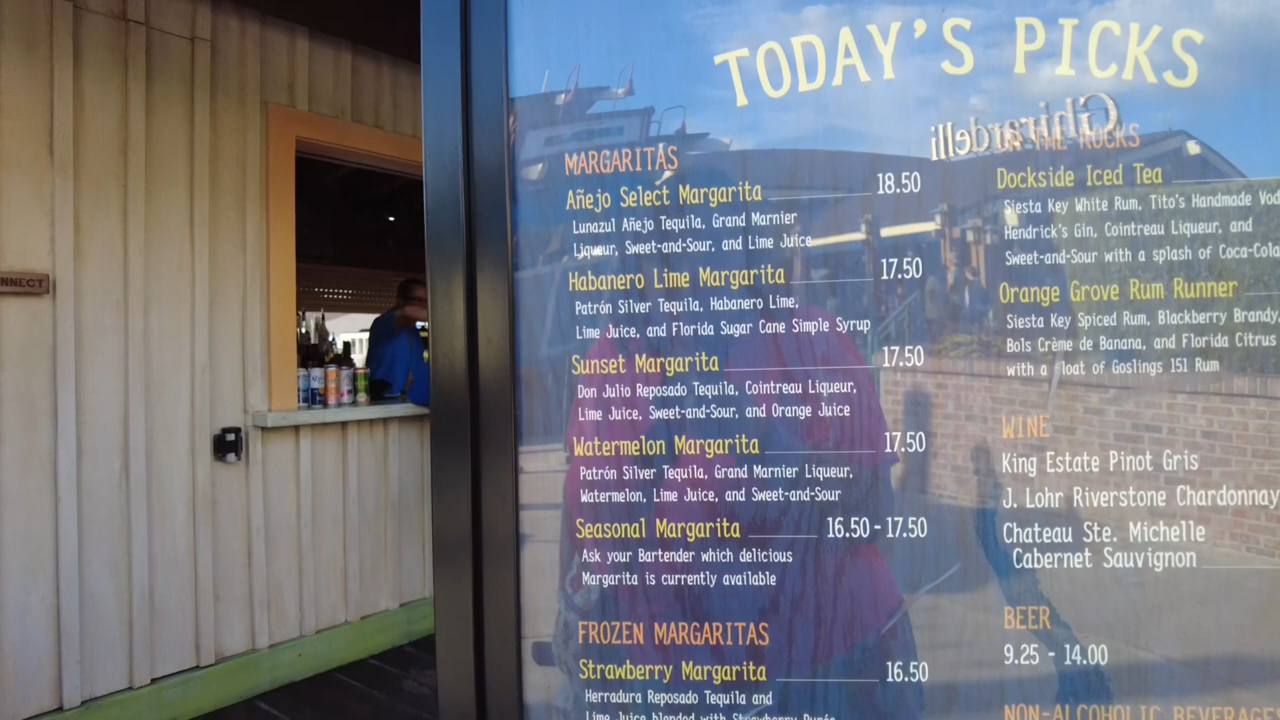 NNECT
TODAY'S PICKS
Ghirardelli
MARGARITAS
Añejo Select Margarita 18.50
Lunazul Añejo Tequila, Grand Marnier
Liqueur, Sweet-and-Sour, and Lime Juice
Habanero Lime Margarita 17.50
Patrón Silver Tequila, Habanero Lime,
Lime Juice, and Florida Sugar Cane Simple Syrup
Sunset Margarita 17.50
Don Julio Reposado Tequila, Cointreau Liqueur,
Lime Juice, Sweet-and-Sour, and Orange Juice
Watermelon Margarita 17.50
Patrón Silver Tequila, Grand Marnier Liqueur,
Watermelon, Lime Juice, and Sweet-and-Sour
Seasonal Margarita 16.50 - 17.50
Ask your Bartender which delicious
Margarita is currently available
FROZEN MARGARITAS
Strawberry Margarita 16.50
Herradura Reposado Tequila and
Lime Juice blended with Strawberry Purée
ON THE ROCKS
Dockside Iced Tea
Siesta Key White Rum, Tito's Handmade Vod
Hendrick's Gin, Cointreau Liqueur, and
Sweet-and-Sour with a splash of Coca-Cola
Orange Grove Rum Runner
Siesta Key Spiced Rum, Blackberry Brandy,
Bols Crème de Banana, and Florida Citrus
with a float of Goslings 151 Rum
WINE
King Estate Pinot Gris
J. Lohr Riverstone Chardonnay
Chateau Ste. Michelle
Cabernet Sauvignon
BEER
9.25 - 14.00
NON-ALCOHOLIC BEVERAGES